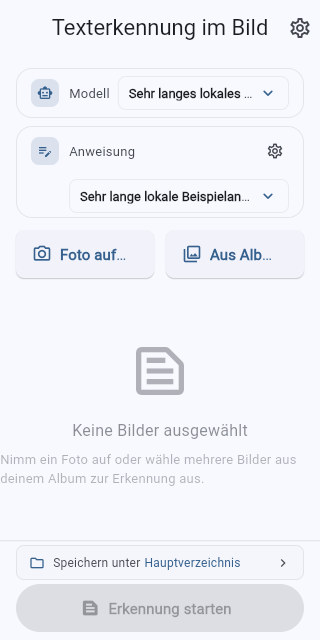 Texterkennung im Bild
Modell
Sehr langes lokales ...
Anweisung
Sehr lange lokale Beispielan...
Foto auf...
Aus Alb...
Keine Bilder ausgewählt
Nimm ein Foto auf oder wähle mehrere Bilder aus
deinem Album zur Erkennung aus.
Speichern unter Hauptverzeichnis
Erkennung starten